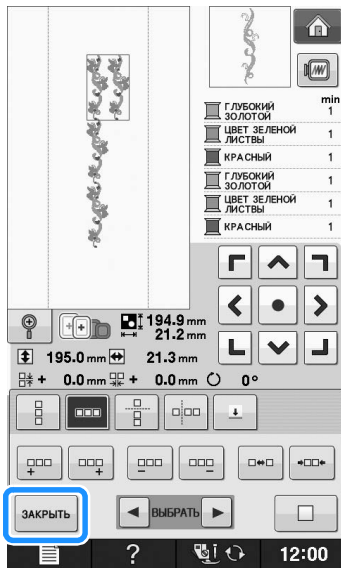 min
ГЛУБОКИЙ
ЗОЛОТОЙ 1
ЦВЕТ ЗЕЛЕНОЙ
ЛИСТВЫ 1
КРАСНЫЙ 1
ГЛУБОКИЙ
ЗОЛОТОЙ 1
ЦВЕТ ЗЕЛЕНОЙ
ЛИСТВЫ 1
КРАСНЫЙ 1
194.9 mm
21.2 mm
195.0 mm 21.3 mm
+ 0.0 mm + 0.0 mm 0°
ЗАКРЫТЬ ВЫБРАТЬ
? 12:00